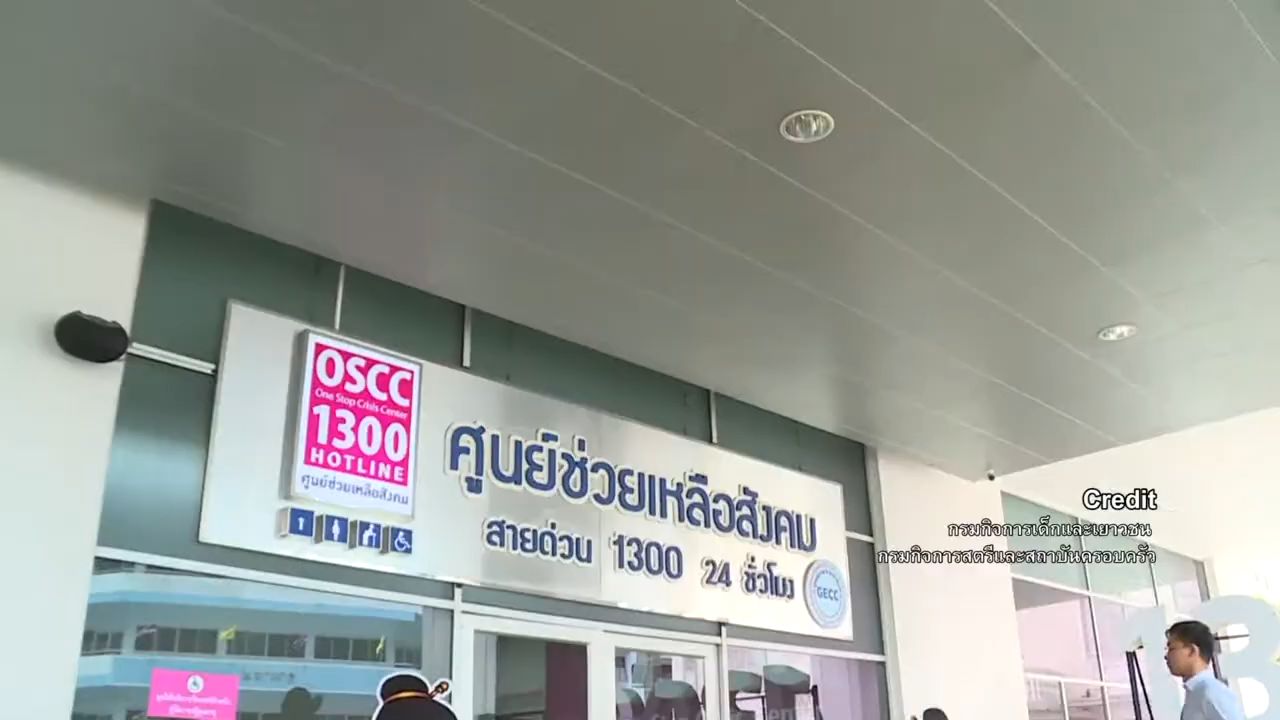 OSCC
One Stop Crisis Center
1300
HOTLINE
ศูนย์ช่วยเหลือสังคม
ศูนย์ช่วยเหลือสังคม
สายด่วน 1300 24 ชั่วโมง
GECC
Credit
กรมกิจการเด็กและเยาวชน
กรมกิจการสตรีและสถาบันครอบครัว